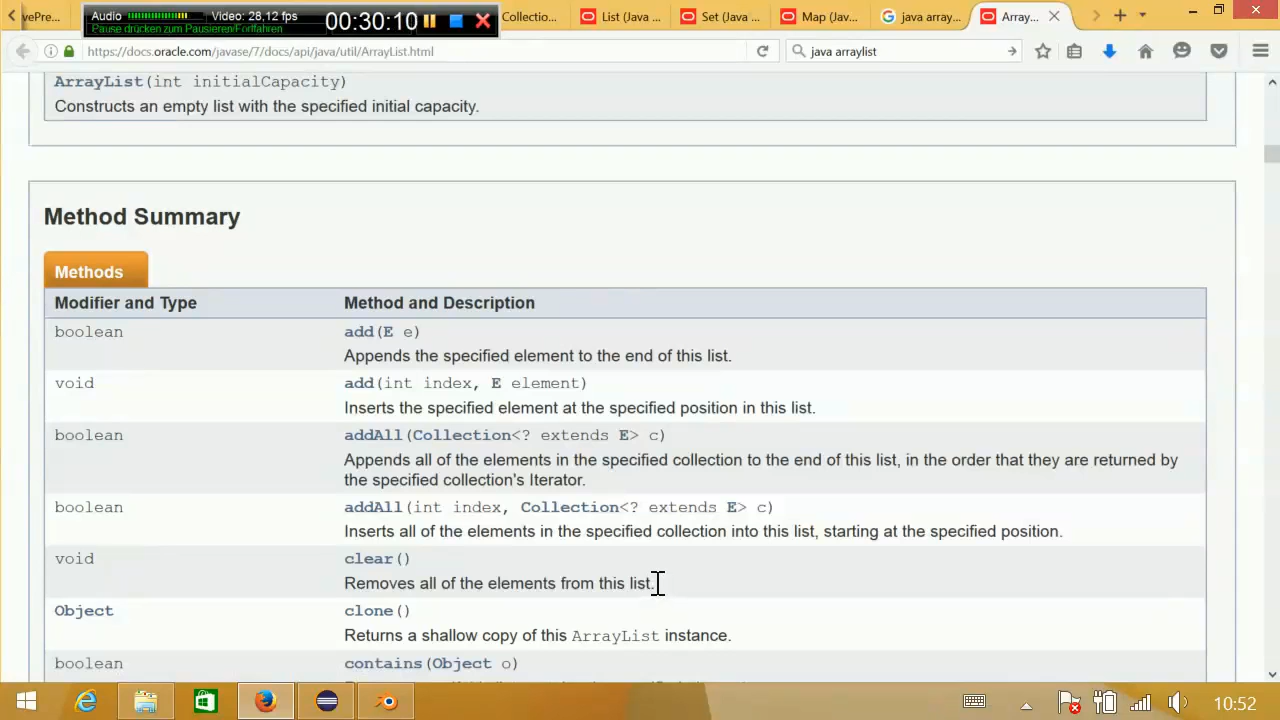 vePre
Audio
Video: 28,12 fps
00:30:10
Pause drücken zum Pausieren/Fortfahren
Collection...
List (Java ...
Set (Java ...
Map (Jav...
java array...
Array...
https://docs.oracle.com/javase/7/docs/api/java/util/ArrayList.html
java arraylist
ArrayList(int initialCapacity)
Constructs an empty list with the specified initial capacity.
Method Summary
Methods
Modifier and Type
Method and Description
boolean
add(E e)
Appends the specified element to the end of this list.
void
add(int index, E element)
Inserts the specified element at the specified position in this list.
boolean
addAll(Collection<? extends E> c)
Appends all of the elements in the specified collection to the end of this list, in the order that they are returned by
the specified collection's Iterator.
boolean
addAll(int index, Collection<? extends E> c)
Inserts all of the elements in the specified collection into this list, starting at the specified position.
void
clear()
Removes all of the elements from this list.
Object
clone()
Returns a shallow copy of this ArrayList instance.
boolean
contains(Object o)
10:52